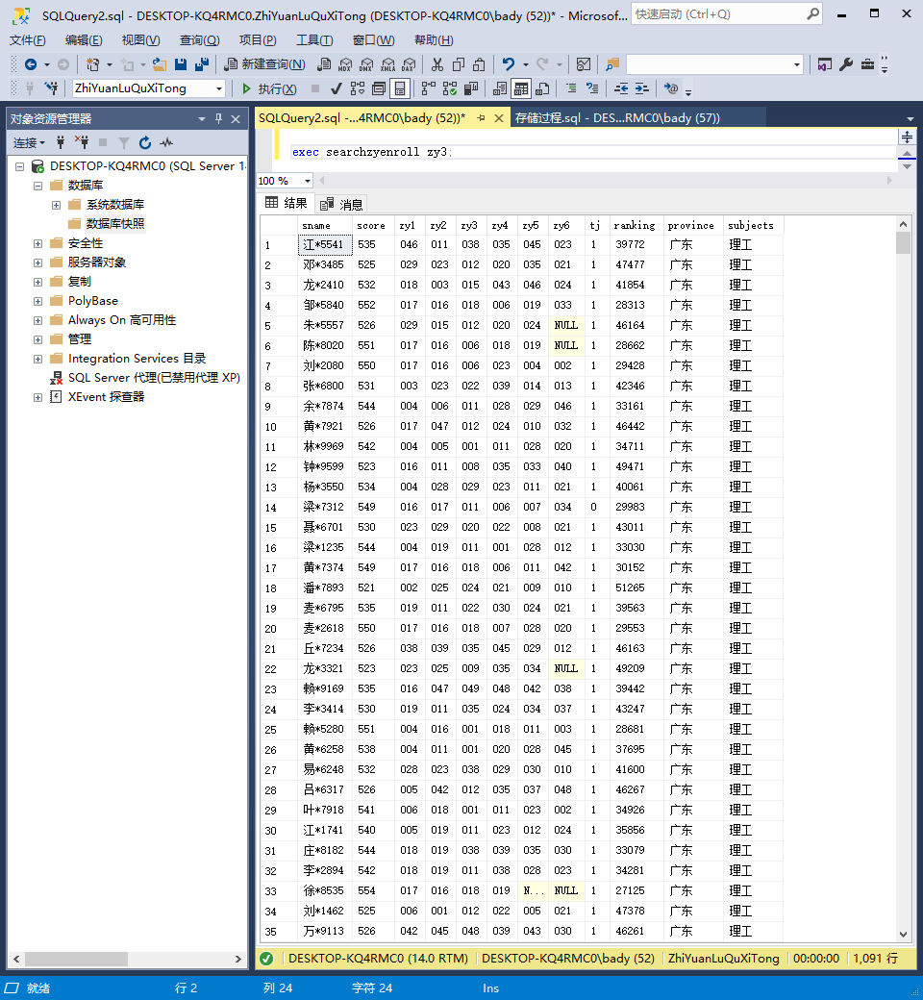 SQLQuery2.sql - DESKTOP-KQ4RMC0.ZhiYuanLuQuXiTong (DESKTOP-KQ4RMC0\bady (52))* - Microsof...
快速启动 (Ctrl+Q)
文件(F) 编辑(E) 视图(V) 查询(Q) 项目(P) 工具(T) 窗口(W) 帮助(H)
新建查询(N) MDX DMX XMLA DAX
ZhiYuanLuQuXiTong 执行(X)
对象资源管理器
SQLQuery2.sql -...4RMC0\bady (52))* 存储过程.sql - DES...RMC0\bady (57))
连接
DESKTOP-KQ4RMC0 (SQL Server 14
数据库
系统数据库
数据库快照
安全性
服务器对象
复制
PolyBase
Always On 高可用性
管理
Integration Services 目录
SQL Server 代理(已禁用代理 XP)
XEvent 探查器
exec searchzyenroll zy3;
100 %
结果 消息
sname score zy1 zy2 zy3 zy4 zy5 zy6 tj ranking province subjects
1 江*5541 535 046 011 038 035 045 023 1 39772 广东 理工
2 邓*3485 525 029 023 012 020 035 021 1 47477 广东 理工
3 龙*2410 532 018 003 015 043 046 024 1 41854 广东 理工
4 邹*5840 552 017 016 018 006 019 033 1 28313 广东 理工
5 朱*5557 526 029 015 012 020 024 NULL 1 46164 广东 理工
6 陈*8020 551 017 016 006 018 019 NULL 1 28662 广东 理工
7 刘*2080 550 017 016 006 023 004 002 1 29428 广东 理工
8 张*6800 531 003 023 022 039 014 013 1 42346 广东 理工
9 余*7874 544 004 006 011 028 029 046 1 33161 广东 理工
10 黄*7921 526 017 047 012 024 010 032 1 46442 广东 理工
11 林*9969 542 004 005 001 011 028 020 1 34711 广东 理工
12 钟*9599 523 016 011 008 035 033 040 1 49471 广东 理工
13 杨*3550 534 004 028 029 023 011 021 1 40061 广东 理工
14 梁*7312 549 016 017 011 006 007 034 0 29983 广东 理工
15 聂*6701 530 023 029 020 022 008 021 1 43011 广东 理工
16 梁*1235 544 004 019 011 001 028 012 1 33030 广东 理工
17 黄*7374 549 017 016 018 006 011 042 1 30152 广东 理工
18 潘*7893 521 002 025 024 021 009 010 1 51265 广东 理工
19 麦*6795 535 019 011 022 030 024 021 1 39563 广东 理工
20 麦*2618 550 017 016 018 007 028 020 1 29553 广东 理工
21 丘*7234 526 038 039 035 045 029 012 1 46163 广东 理工
22 龙*3321 523 023 025 009 035 034 NULL 1 49209 广东 理工
23 赖*9169 535 016 047 049 048 042 038 1 39442 广东 理工
24 李*3414 530 019 011 035 024 034 037 1 43247 广东 理工
25 赖*5280 551 004 016 001 018 011 003 1 28681 广东 理工
26 黄*6258 538 004 011 001 020 028 045 1 37695 广东 理工
27 易*6248 532 028 023 038 029 030 010 1 41600 广东 理工
28 吕*6317 526 005 042 012 035 037 048 1 46267 广东 理工
29 叶*7918 541 006 018 001 011 023 002 1 34926 广东 理工
30 江*1741 540 005 019 011 023 012 024 1 35856 广东 理工
31 庄*8182 544 018 019 038 039 035 030 1 33079 广东 理工
32 李*2894 542 018 019 011 038 028 023 1 34281 广东 理工
33 徐*8535 554 017 016 018 019 N... NULL 1 27125 广东 理工
34 刘*1462 525 006 001 012 022 005 021 1 47378 广东 理工
35 万*9113 526 042 045 048 039 043 030 1 46261 广东 理工
DESKTOP-KQ4RMC0 (14.0 RTM) DESKTOP-KQ4RMC0\bady (52) ZhiYuanLuQuXiTong 00:00:00 1,091 行
就绪 行 2 列 24 字符 24 Ins